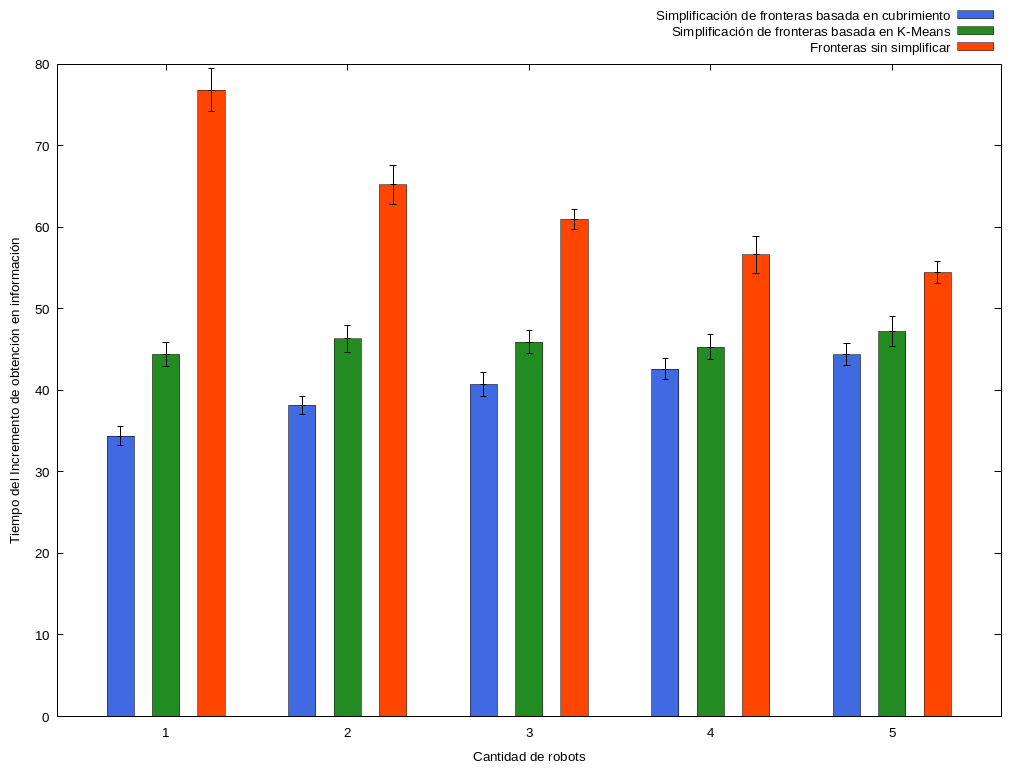 Simplificación de fronteras basada en cubrimiento
Simplificación de fronteras basada en K-Means
Fronteras sin simplificar
80
70
60
50
40
30
20
10
0
Tiempo del Incremento de obtención en información
1 2 3 4 5
Cantidad de robots